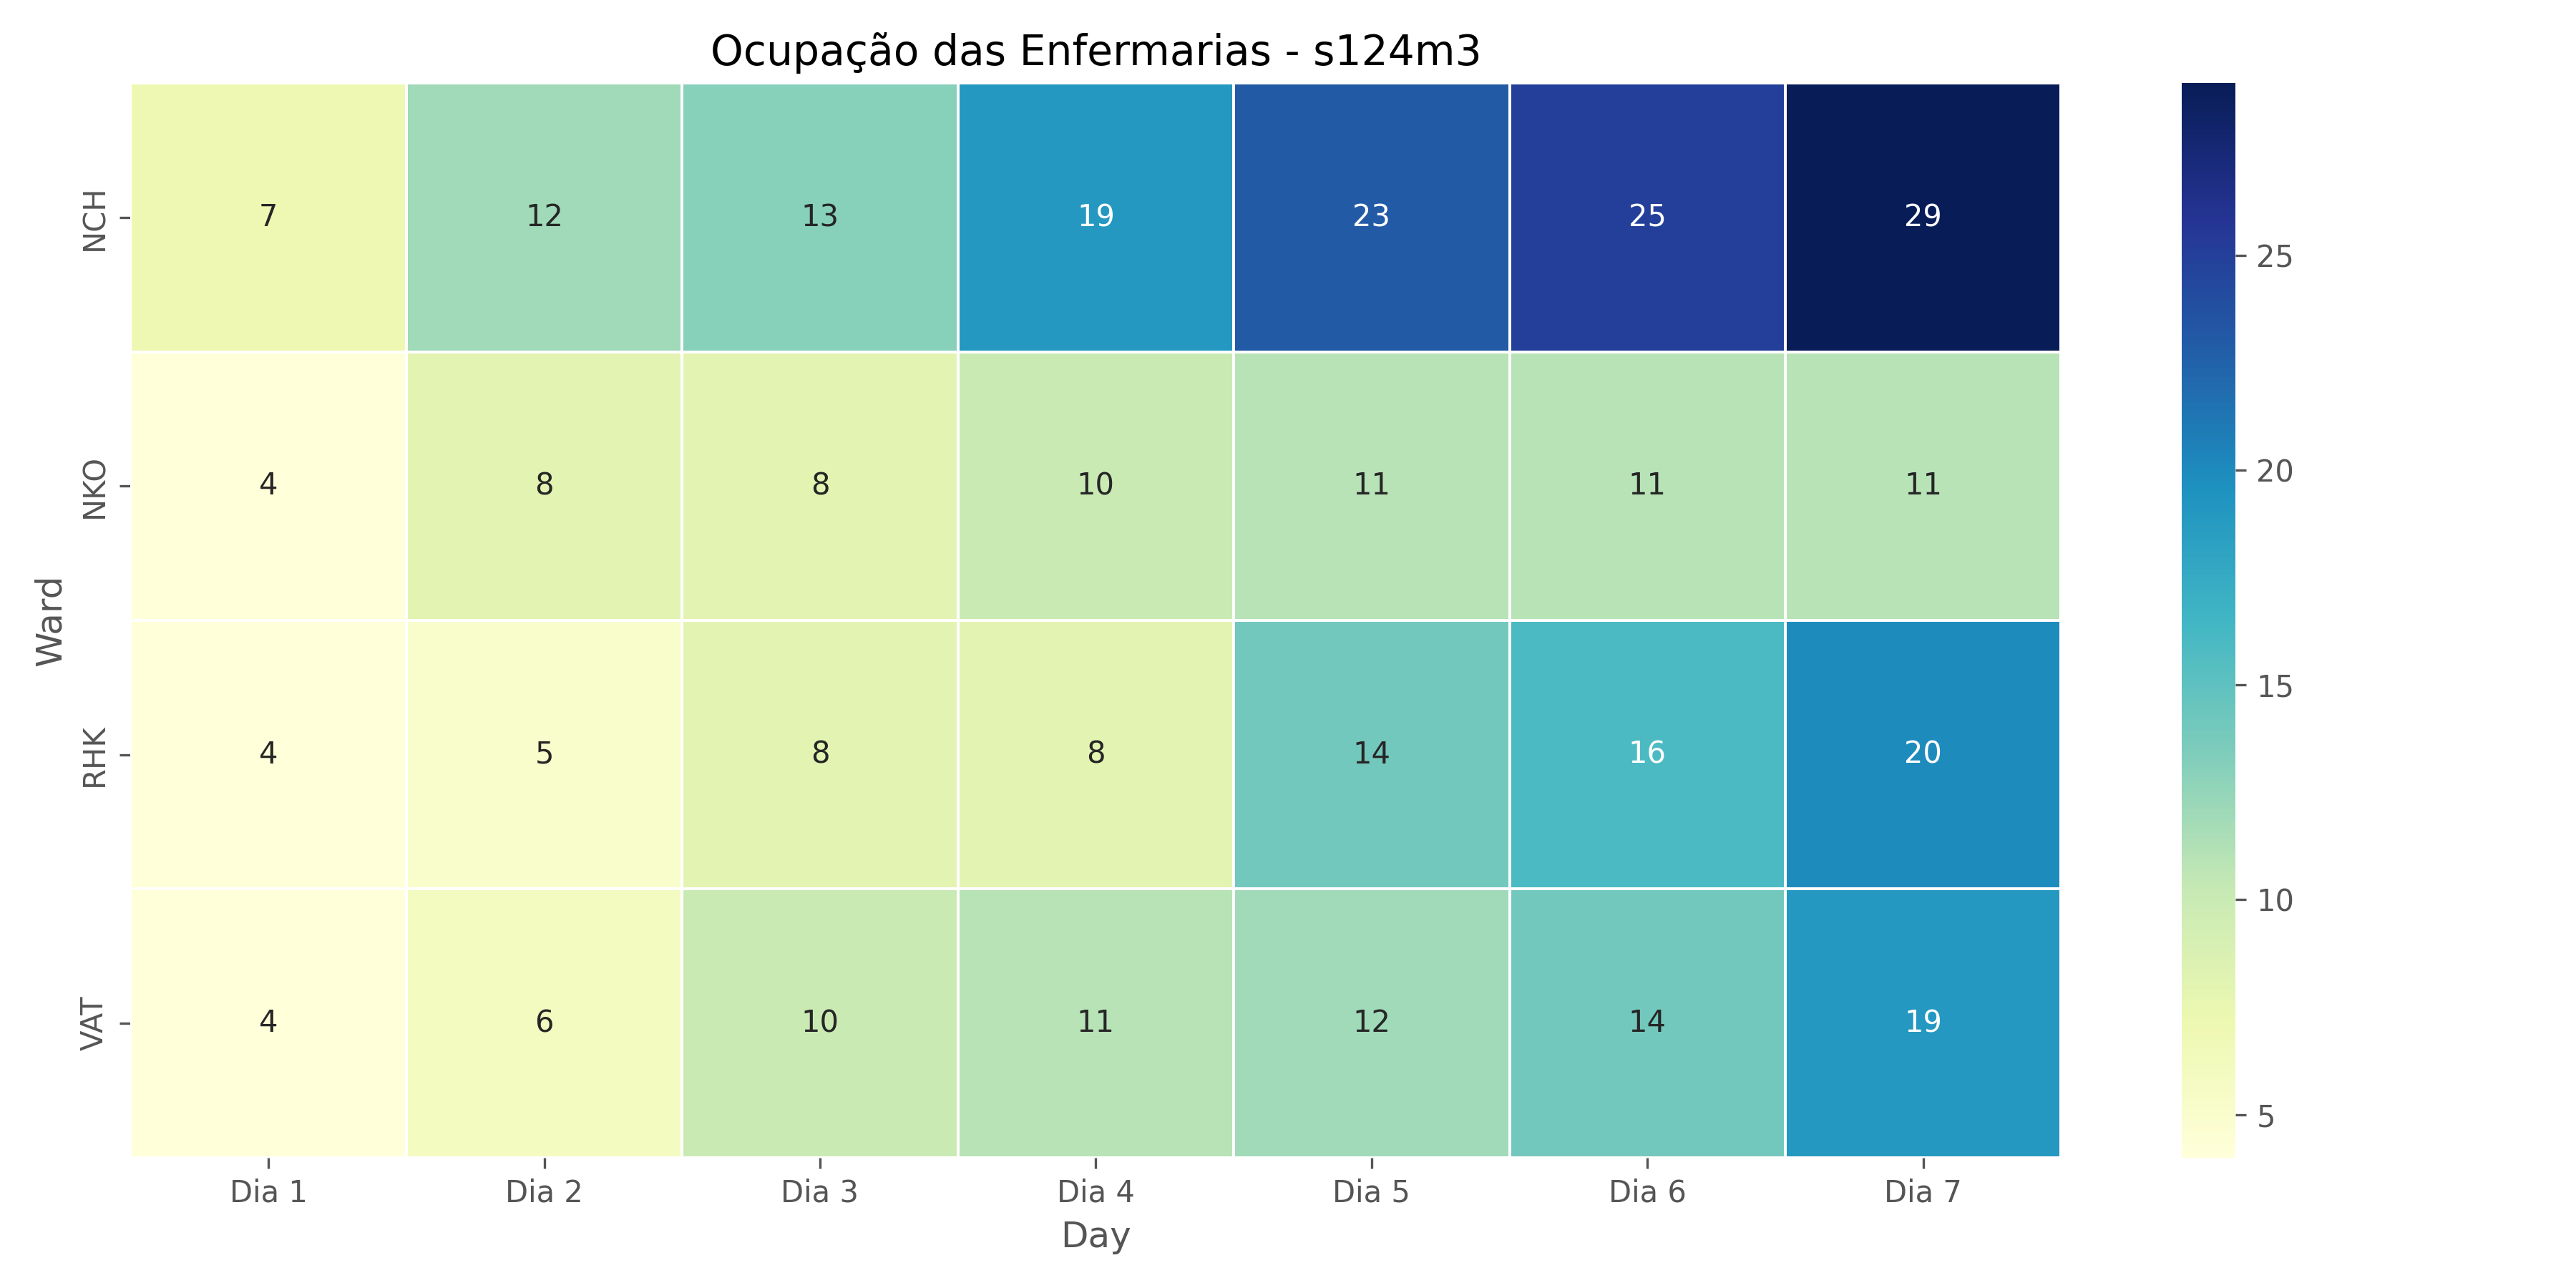 Ocupação das Enfermarias - s124m3
Ward
NCH 7 12 13 19 23 25 29
NKO 4 8 8 10 11 11 11
RHK 4 5 8 8 14 16 20
VAT 4 6 10 11 12 14 19
Dia 1 Dia 2 Dia 3 Dia 4 Dia 5 Dia 6 Dia 7
Day
25
20
15
10
5